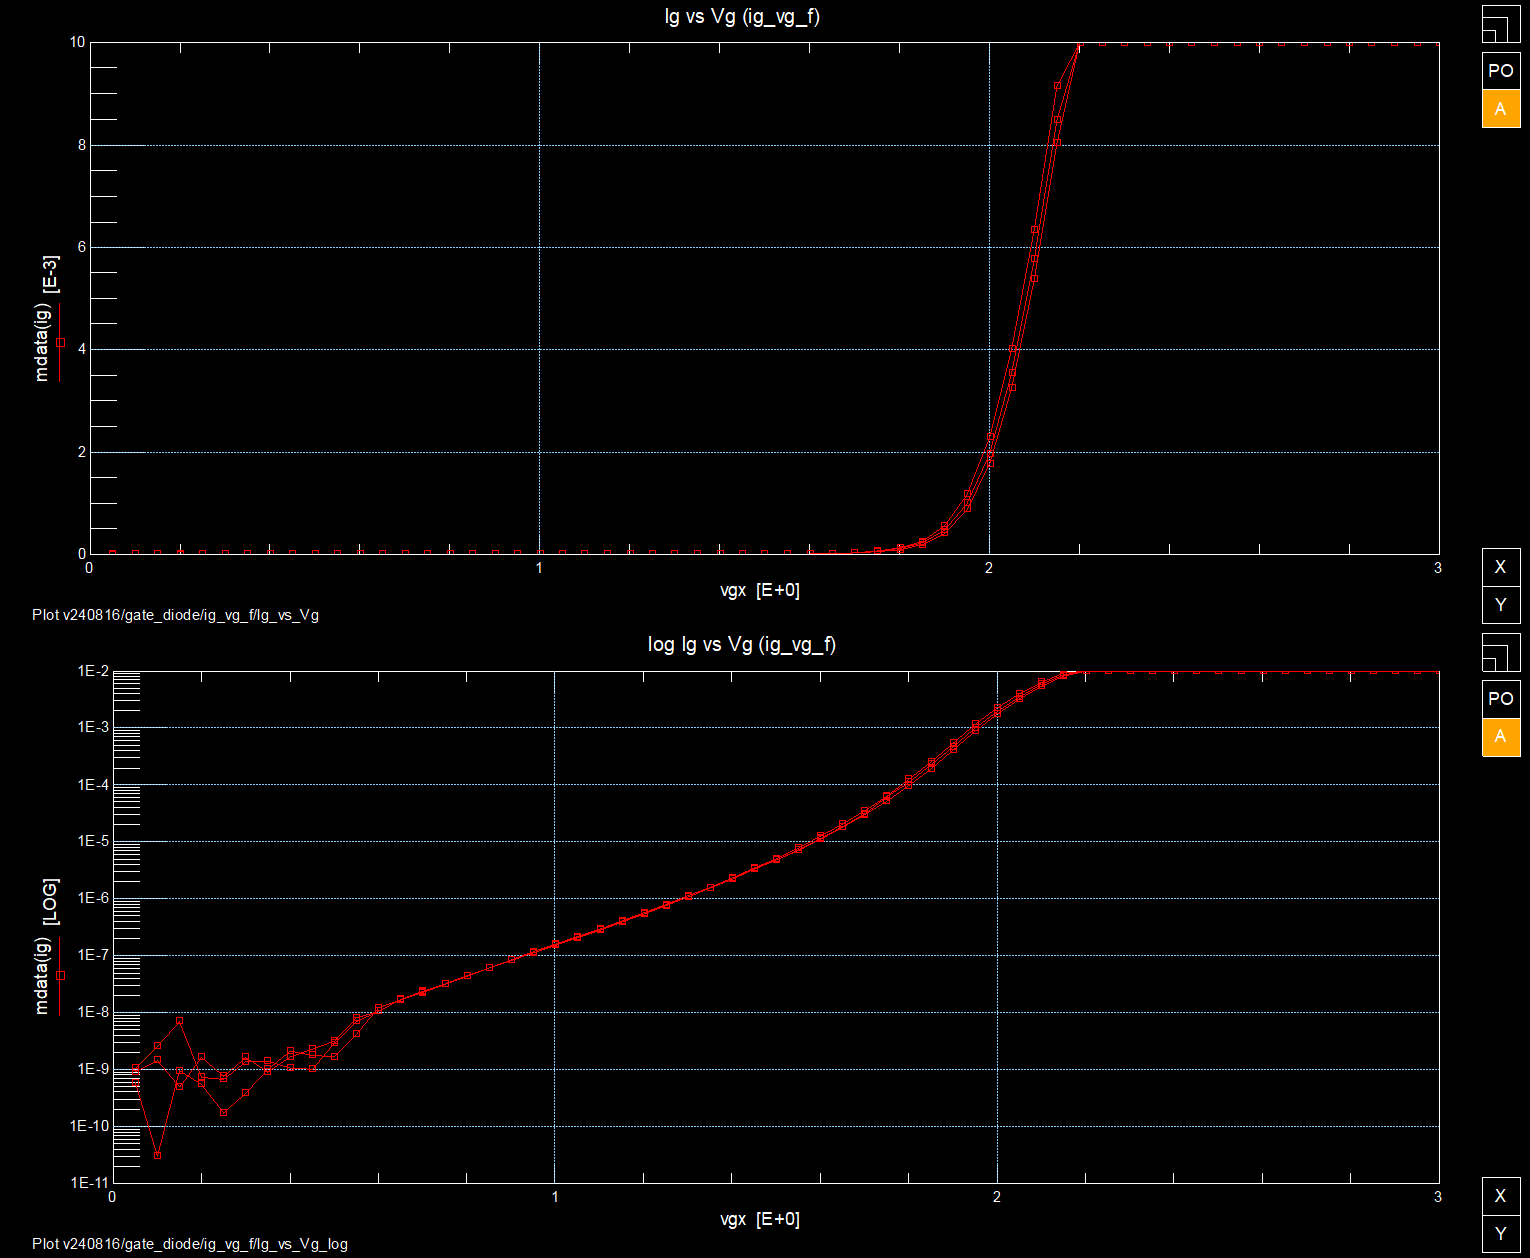 Ig vs Vg (ig_vg_f)
PO
A
10
8
6
4
2
0
mdata(ig) [E-3]
0 1 2 3
vgx [E+0]
X
Y
Plot v240816/gate_diode/ig_vg_f/Ig_vs_Vg
log Ig vs Vg (ig_vg_f)
PO
A
1E-2
1E-3
1E-4
1E-5
1E-6
1E-7
1E-8
1E-9
1E-10
1E-11
mdata(ig) [LOG]
0 1 2 3
vgx [E+0]
X
Y
Plot v240816/gate_diode/ig_vg_f/Ig_vs_Vg_log